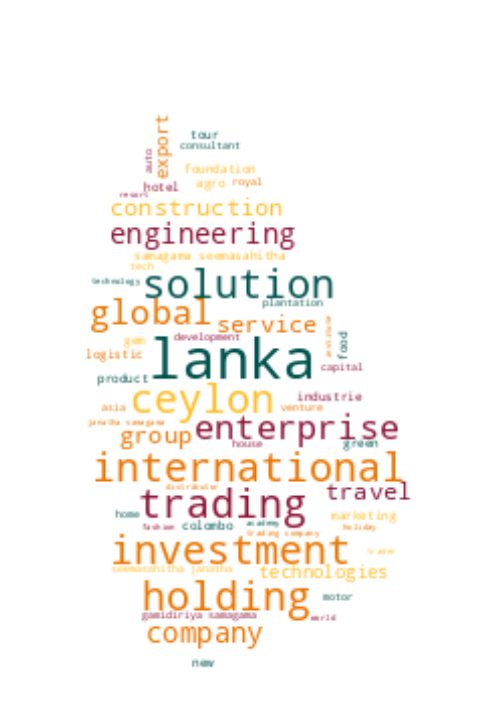 export
tour
consultant
auto
foundation
agro royal
hotel
resort
construction
engineering
samagama seemasahitha
tech
technology
solution
plantation
global
service
institute
food
development
gem
lanka
logistic
capital
product
ceylon
industrie
asia
venture
janatha samagama
group
enterprise
house
green
international
distributor
travel
trading
home
fashion
colombo
academy
marketing
holiday
trading company
investment
trader
seemasahitha janatha
technologies
holding
motor
gamidiriya samagama
world
company
new